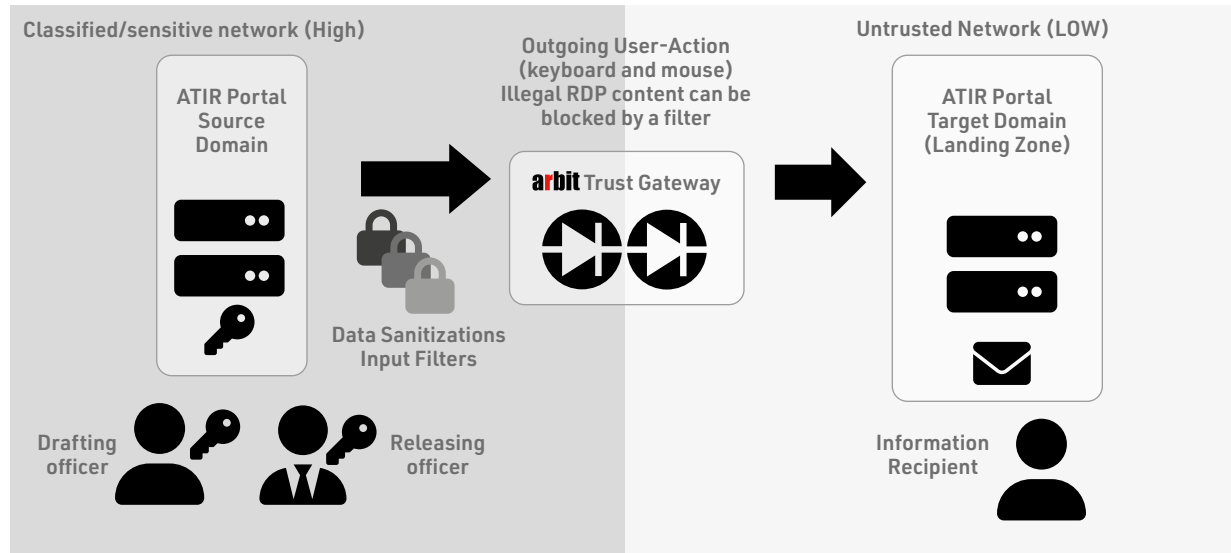 Classified/sensitive network (High)
ATIR Portal
Source
Domain
Outgoing User-Action
(keyboard and mouse)
Illegal RDP content can be
blocked by a filter
arbit Trust Gateway
Data Sanitizations
Input Filters
Drafting
officer
Releasing
officer
Untrusted Network (LOW)
ATIR Portal
Target Domain
(Landing Zone)
Information
Recipient